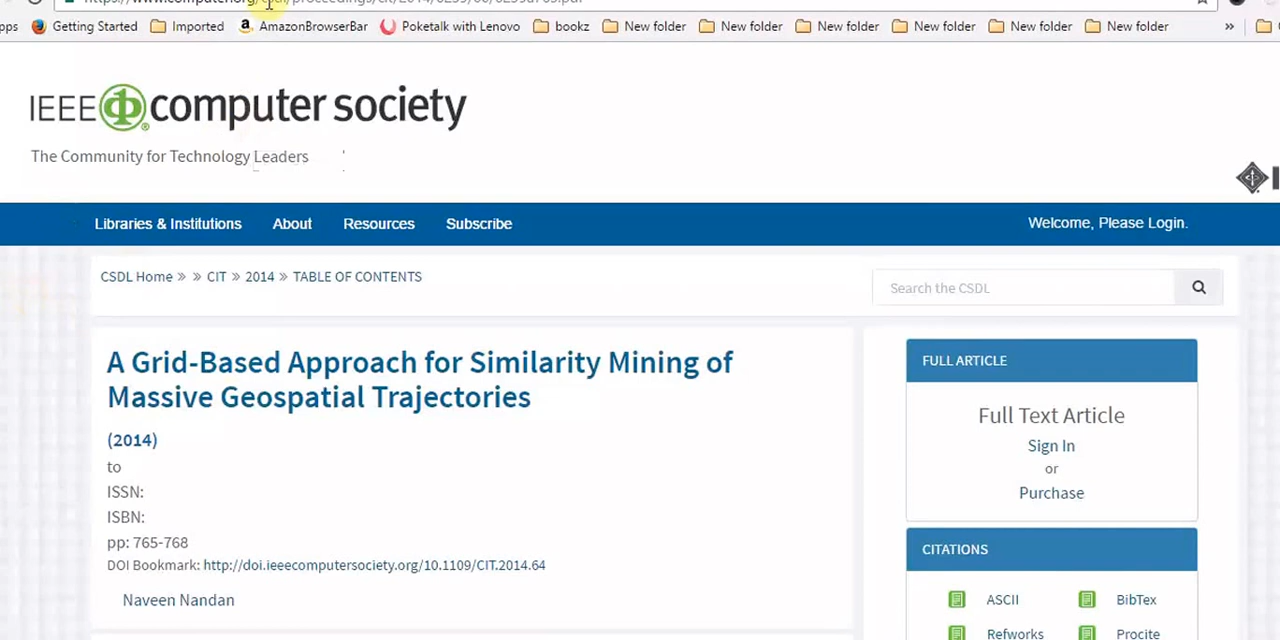 Getting Started Imported AmazonBrowserBar Poketalk with Lenovo bookz New folder New folder New folder New folder New folder New folder »
IEEE computer society
The Community for Technology Leaders
Libraries & Institutions About Resources Subscribe Welcome, Please Login.
CSDL Home » » CIT » 2014 » TABLE OF CONTENTS
Search the CSDL
A Grid-Based Approach for Similarity Mining of
Massive Geospatial Trajectories
(2014)
to
ISSN:
ISBN:
pp: 765-768
DOI Bookmark: http://doi.ieeecomputersociety.org/10.1109/CIT.2014.64
Naveen Nandan
FULL ARTICLE
Full Text Article
Sign In
or
Purchase
CITATIONS
ASCII BibTex
Refworks Procite